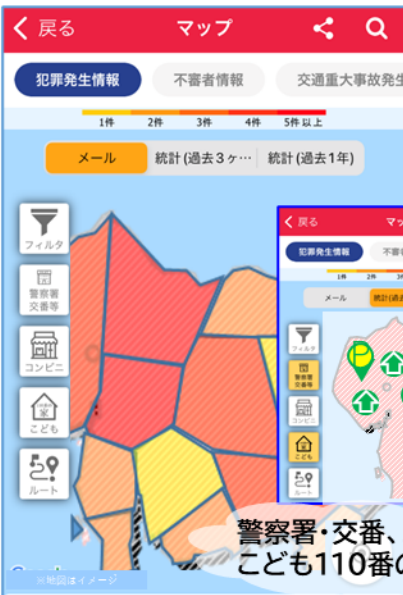 戻る
マップ
犯罪発生情報
不審者情報
交通重大事故発生
1件 2件 3件 4件 5件以上
メール
統計(過去3ヶ…
統計(過去1年)
フィルタ
警察署
交番等
コンビニ
こども
ルート
戻る
犯罪発生情報
1件 2件
メール
フィルタ
警察署
交番等
コンビニ
こども
ルート
警察署・交番、
こども110番の
※地図はイメージ